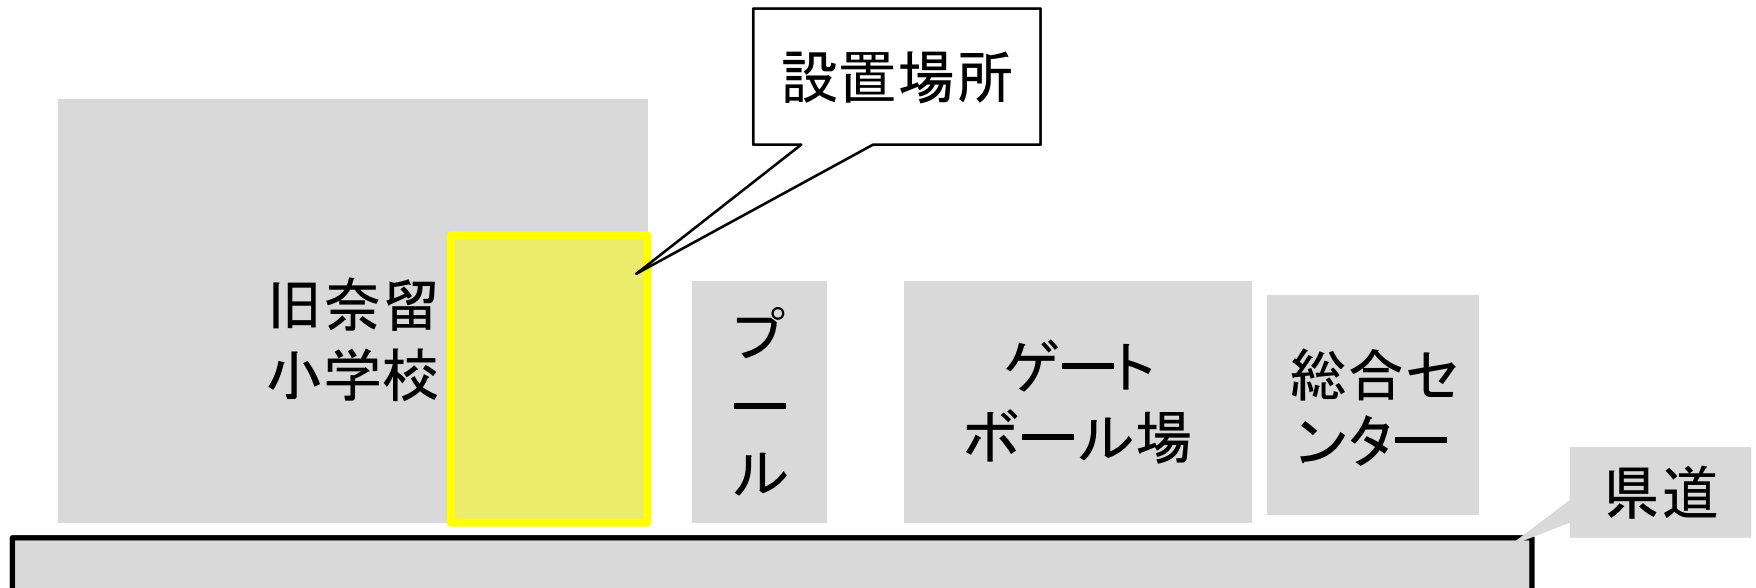 設置場所
旧奈留
小学校
プール
ゲート
ボール場
総合セ
ンター
県道